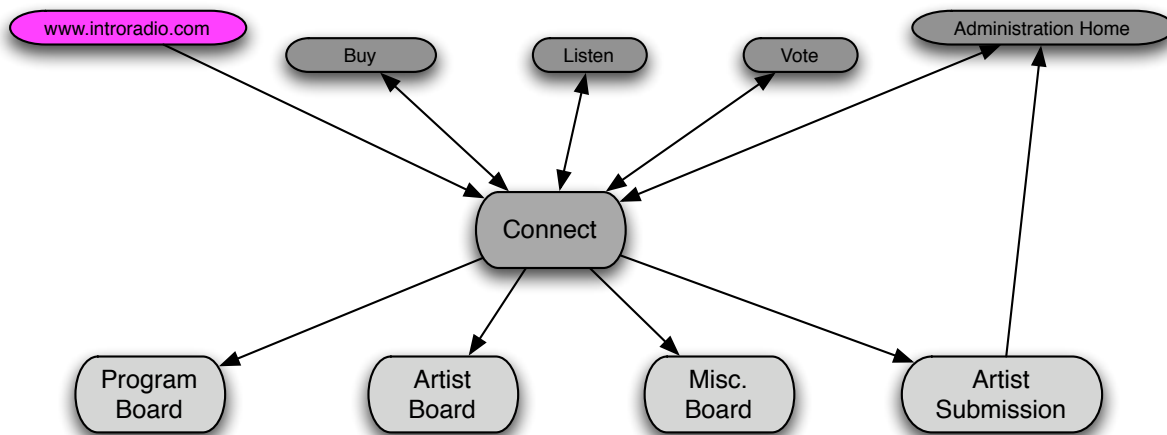 www.introradio.com
Administration Home
Buy
Listen
Vote
Connect
Program
Board
Artist
Board
Misc.
Board
Artist
Submission